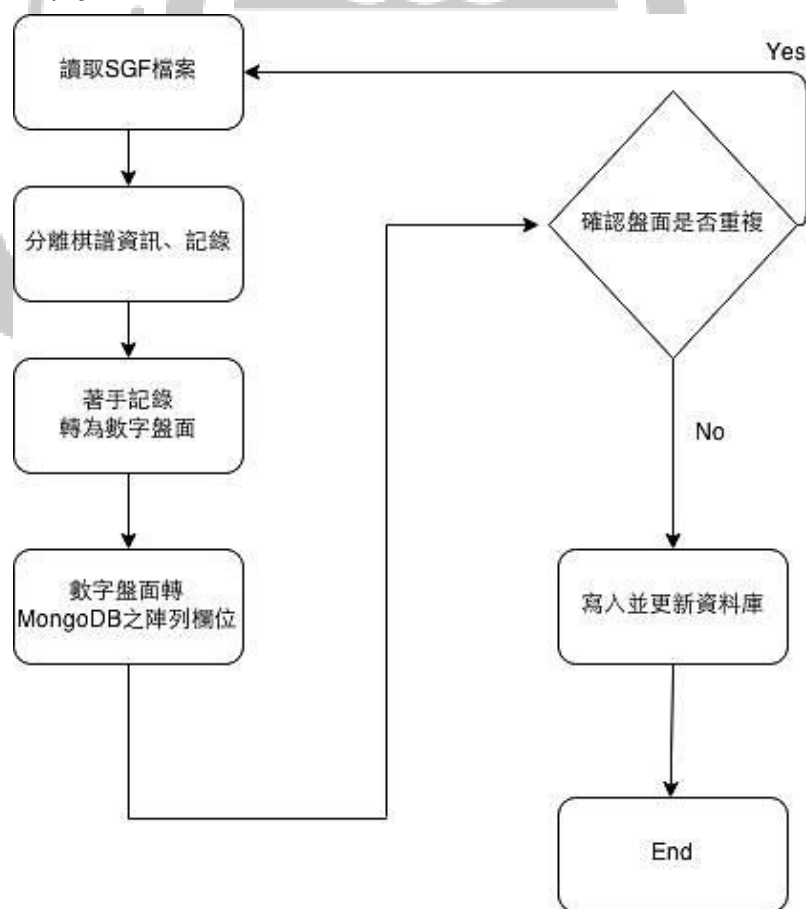 讀取SGF檔案
分離棋譜資訊、記錄
著手記錄
轉為數字盤面
數字盤面轉
MongoDB之陣列欄位
Yes
確認盤面是否重複
No
寫入並更新資料庫
End